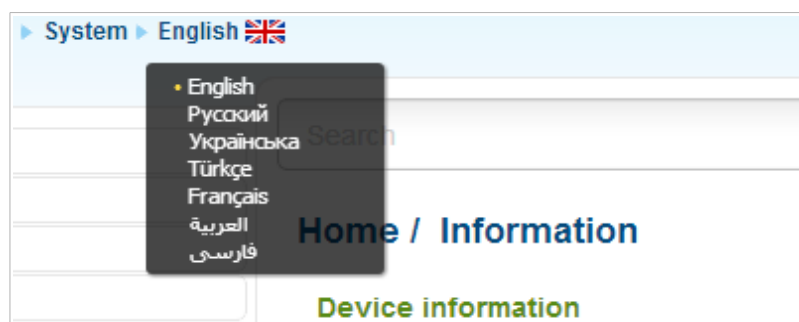 System English
• English
Русский
Українська
Türkçe
Français
العربية
فارسی
Search
Home / Information
Device information